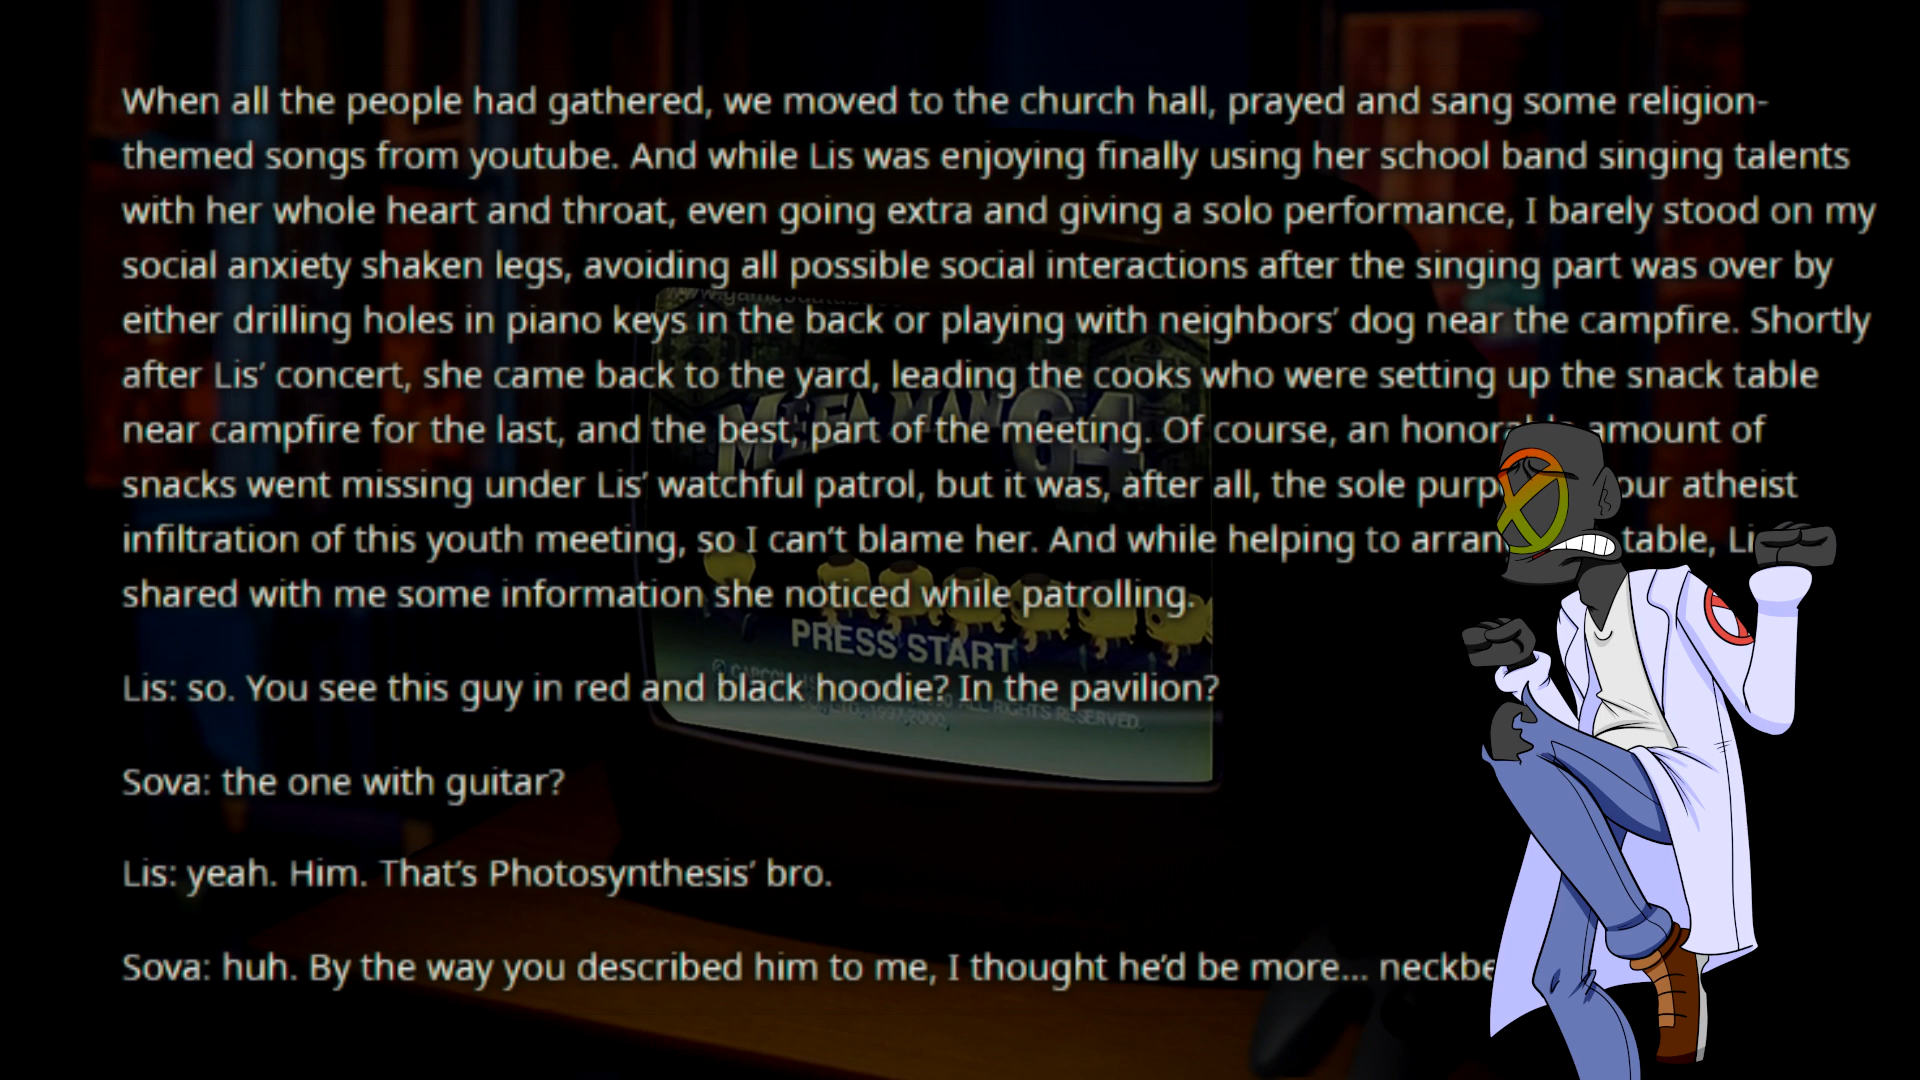 When all the people had gathered, we moved to the church hall, prayed and sang some religion-
themed songs from youtube. And while Lis was enjoying finally using her school band singing talents
with her whole heart and throat, even going extra and giving a solo performance, I barely stood on my
social anxiety shaken legs, avoiding all possible social interactions after the singing part was over by
either drilling holes in piano keys in the back or playing with neighbors’ dog near the campfire. Shortly
after Lis’ concert, she came back to the yard, leading the cooks who were setting up the snack table
near campfire for the last, and the best, part of the meeting. Of course, an amount of
snacks went missing under Lis’ watchful patrol, but it was, after all, the sole our atheist
infiltration of this youth meeting, so I can’t blame her. And while helping to table,
shared with me some information she noticed while patrolling.
Lis: so. You see this guy in red and black hoodie? In the pavilion?
Sova: the one with guitar?
Lis: yeah. Him. That’s Photosynthesis’ bro.
Sova: huh. By the way you described him to me, I thought he’d be more...
MEGA MAN 64
PRESS START
ALL RIGHTS RESERVED.